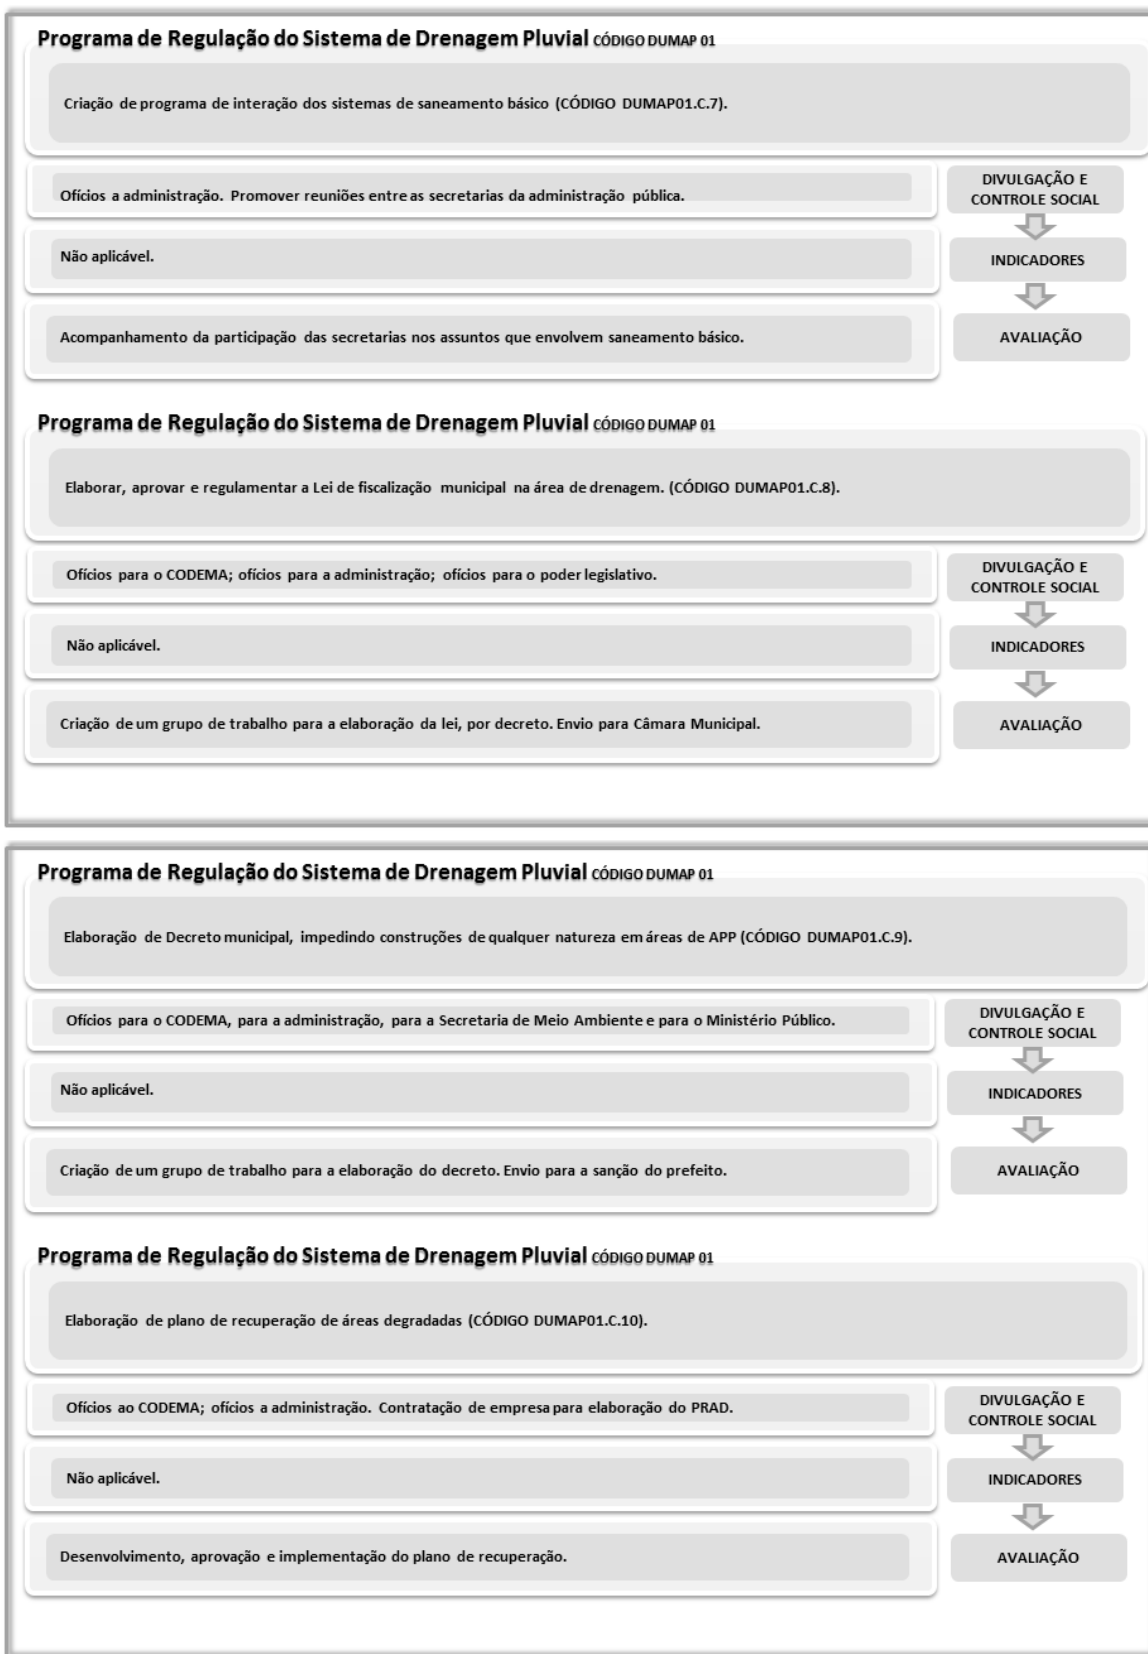 Programa de Regulação do Sistema de Drenagem Pluvial CÓDIGO DUMAP 01
Criação de programa de interação dos sistemas de saneamento básico (CÓDIGO DUMAP01.C.7).
Ofícios a administração. Promover reuniões entre as secretarias da administração pública.
DIVULGAÇÃO E
CONTROLE SOCIAL
Não aplicável.
INDICADORES
Acompanhamento da participação das secretarias nos assuntos que envolvem saneamento básico.
AVALIAÇÃO
Programa de Regulação do Sistema de Drenagem Pluvial CÓDIGO DUMAP 01
Elaborar, aprovar e regulamentar a Lei de fiscalização municipal na área de drenagem. (CÓDIGO DUMAP01.C.8).
Ofícios para o CODEMA; ofícios para a administração; ofícios para o poder legislativo.
DIVULGAÇÃO E
CONTROLE SOCIAL
Não aplicável.
INDICADORES
Criação de um grupo de trabalho para a elaboração da lei, por decreto. Envio para Câmara Municipal.
AVALIAÇÃO
Programa de Regulação do Sistema de Drenagem Pluvial CÓDIGO DUMAP 01
Elaboração de Decreto municipal, impedindo construções de qualquer natureza em áreas de APP (CÓDIGO DUMAP01.C.9).
Ofícios para o CODEMA, para a administração, para a Secretaria de Meio Ambiente e para o Ministério Público.
DIVULGAÇÃO E
CONTROLE SOCIAL
Não aplicável.
INDICADORES
Criação de um grupo de trabalho para a elaboração do decreto. Envio para a sanção do prefeito.
AVALIAÇÃO
Programa de Regulação do Sistema de Drenagem Pluvial CÓDIGO DUMAP 01
Elaboração de plano de recuperação de áreas degradadas (CÓDIGO DUMAP01.C.10).
Ofícios ao CODEMA; ofícios a administração. Contratação de empresa para elaboração do PRAD.
DIVULGAÇÃO E
CONTROLE SOCIAL
Não aplicável.
INDICADORES
Desenvolvimento, aprovação e implementação do plano de recuperação.
AVALIAÇÃO